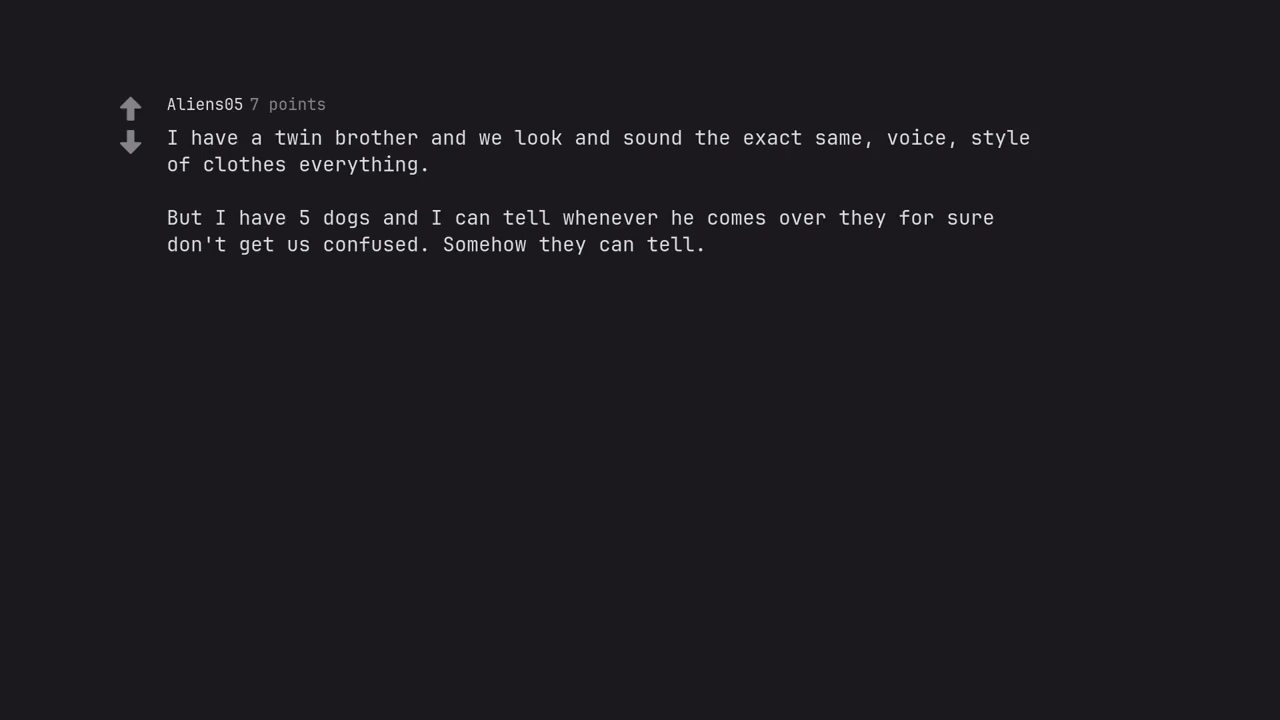 Aliens05 7 points
I have a twin brother and we look and sound the exact same, voice, style
of clothes everything.
But I have 5 dogs and I can tell whenever he comes over they for sure
don't get us confused. Somehow they can tell.